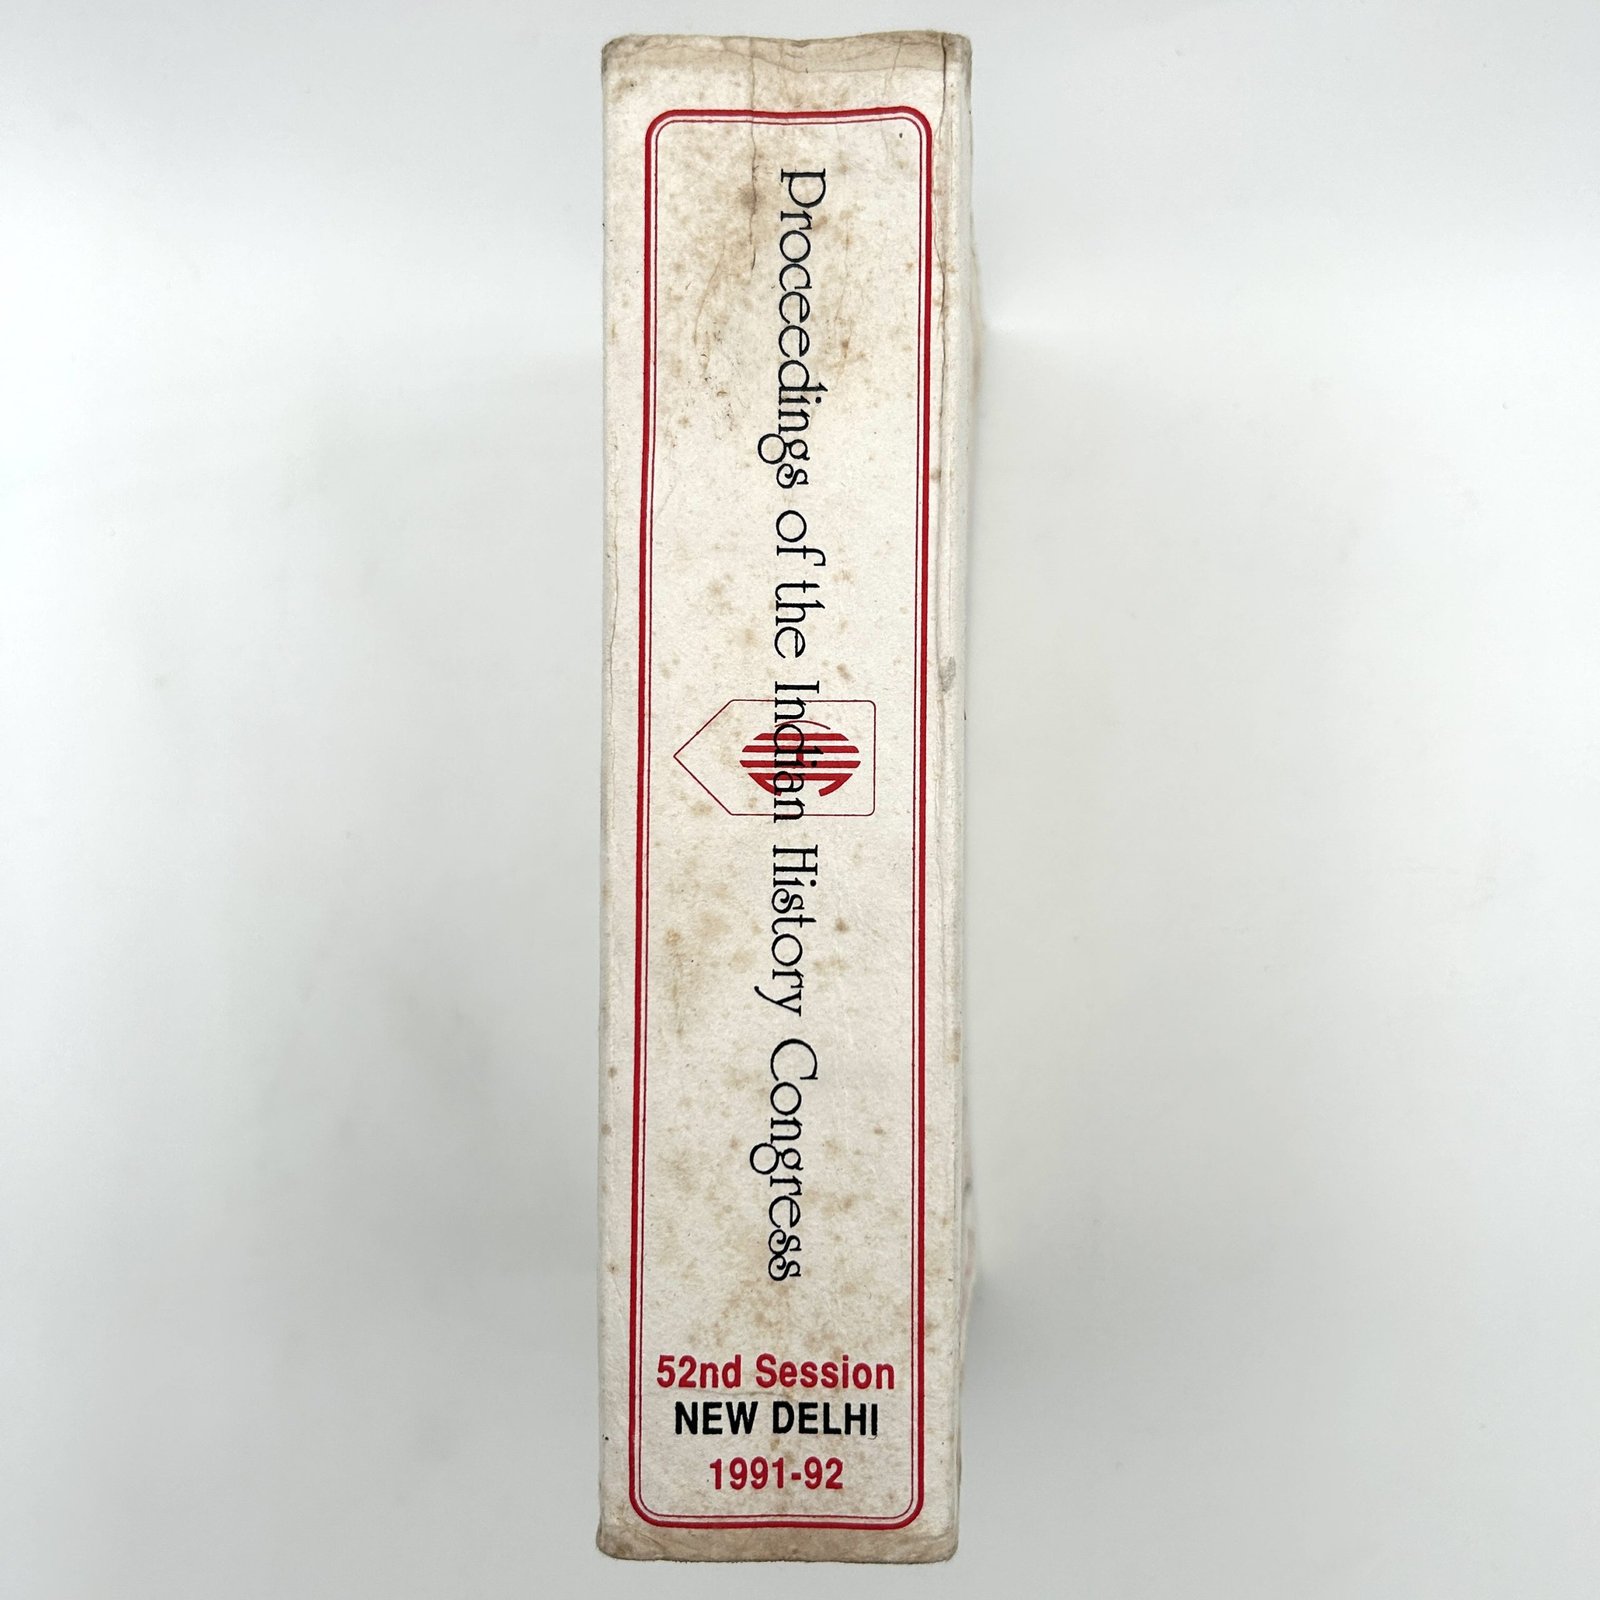 Proceedings of the Indian History Congress
52nd Session
NEW DELHI
1991-92